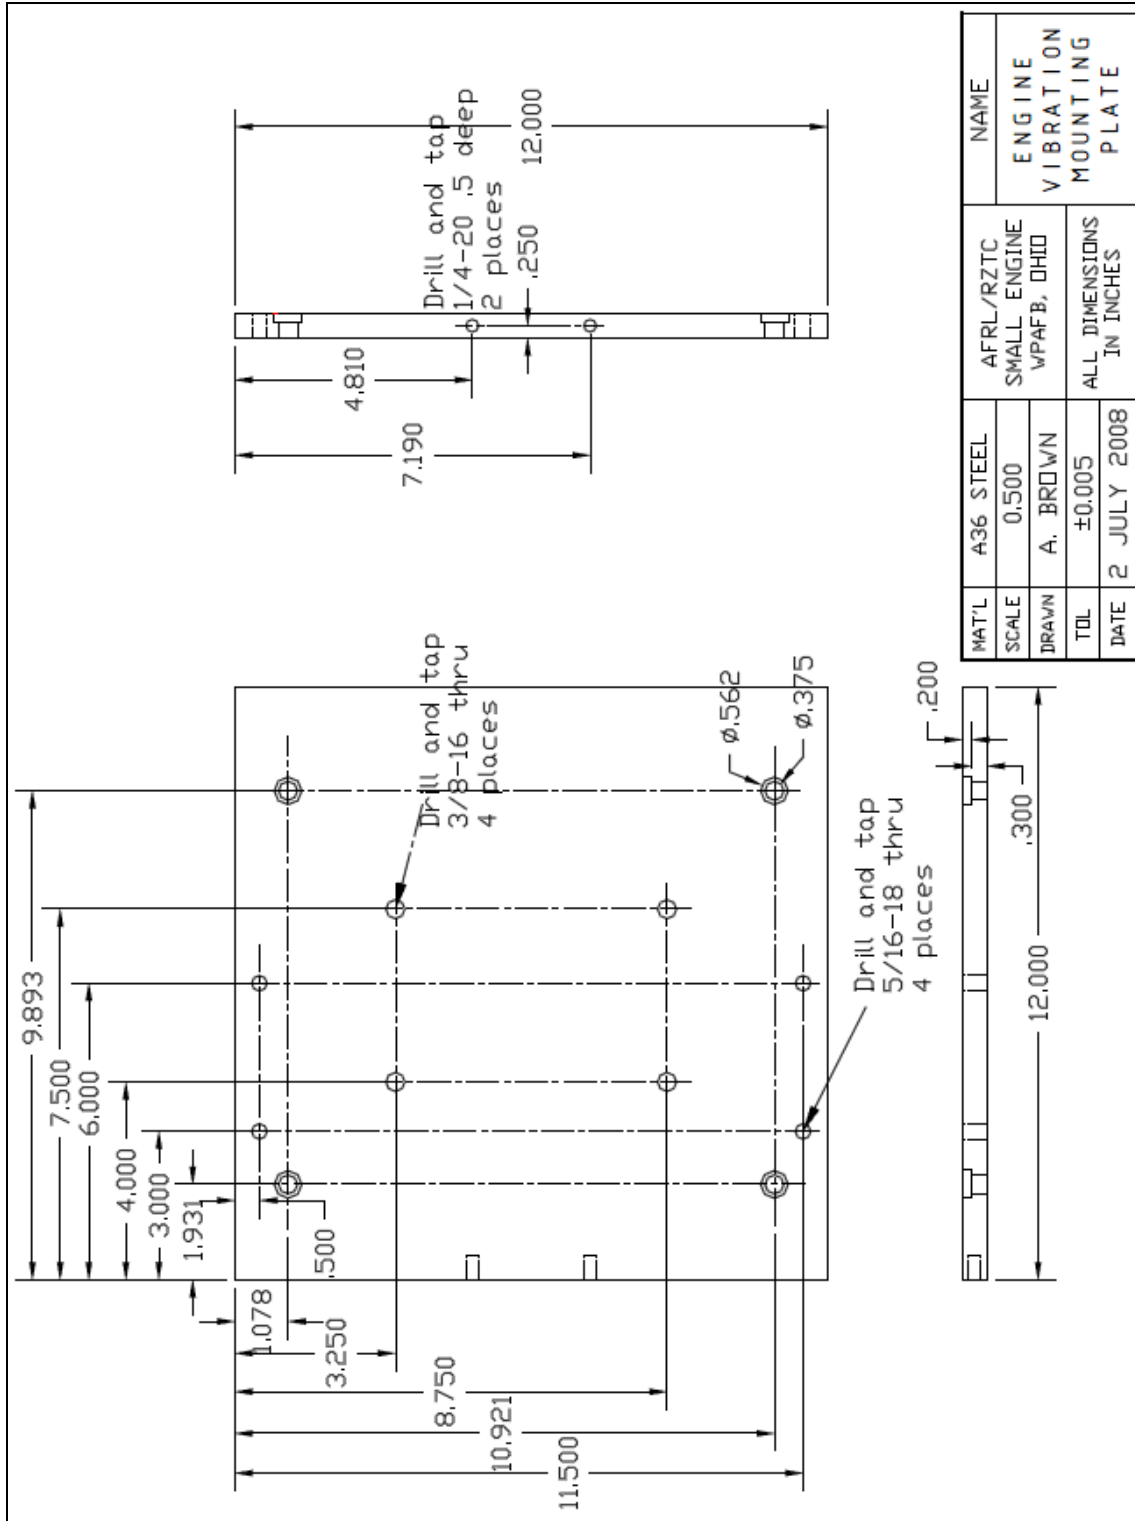 9.893
7.500
6.000
4.000
3.000
1.931
.500
1.078
3.250
8.750
10.921
11.500
Drill and tap
3/8-16 thru
4 places
ø.562
ø.375
Drill and tap
5/16-18 thru
4 places
4.810
7.190
Drill and tap
1/4-20 .5 deep
2 places
.250
12.000
.200
.300
12.000
MAT'L A36 STEEL
SCALE 0.500
DRAWN A. BROWN
TOL ±0.005
DATE 2 JULY 2008
AFRL/RZTC
SMALL ENGINE
WPAFB, OHIO
ALL DIMENSIONS
IN INCHES
NAME
ENGINE
VIBRATION
MOUNTING
PLATE